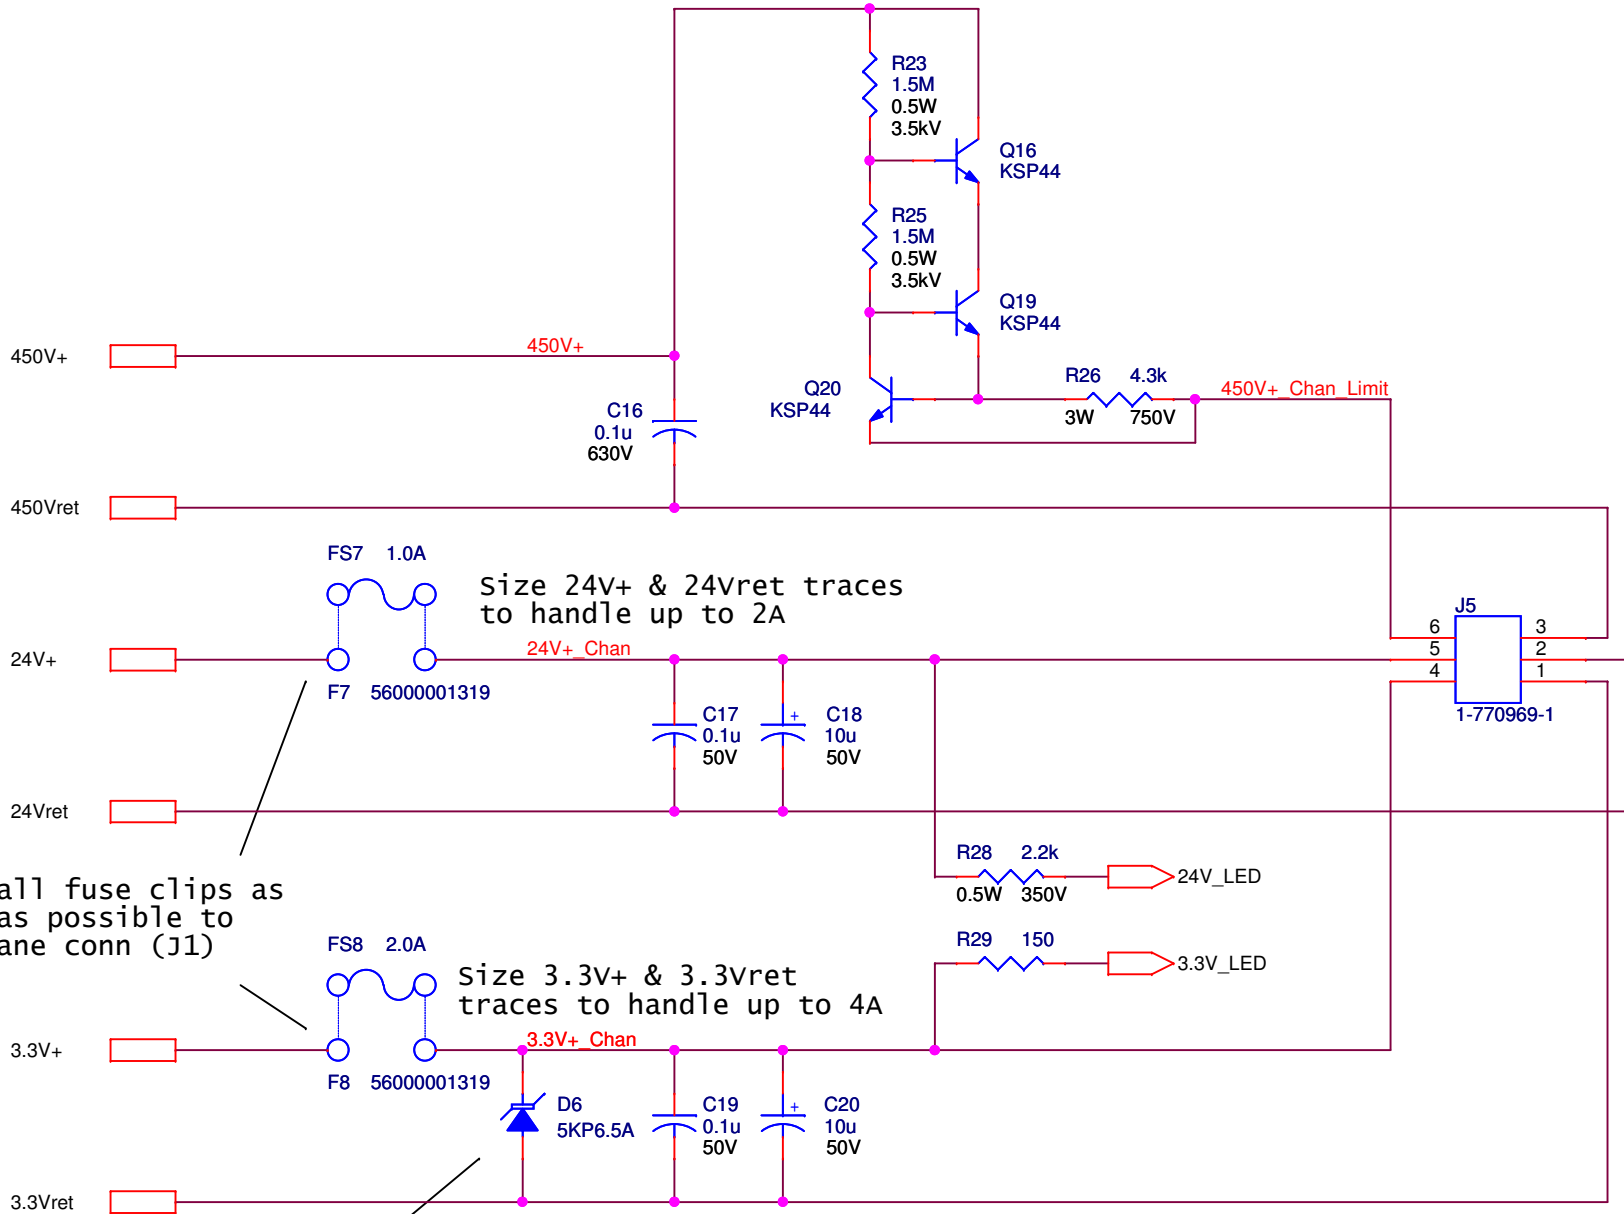 R23
1.5M
0.5W
3.5kV
Q16
KSP44
R25
1.5M
0.5W
3.5kV
Q19
KSP44
450V+
450V+
Q20
KSP44
R26 4.3k
3W 750V
450V+_Chan_Limit
C16
0.1u
630V
450Vret
FS7 1.0A
Size 24V+ & 24Vret traces
to handle up to 2A
24V+
24V+_Chan
F7 56000001319
J5
6 3
5 2
4 1
1-770969-1
C17
0.1u
50V
+ C18
10u
50V
24Vret
R28 2.2k
0.5W 350V
24V_LED
all fuse clips as
as possible to
ane conn (J1)
FS8 2.0A
R29 150
3.3V_LED
Size 3.3V+ & 3.3Vret
traces to handle up to 4A
3.3V+
3.3V+_Chan
F8 56000001319
D6
5KP6.5A
C19
0.1u
50V
+ C20
10u
50V
3.3Vret